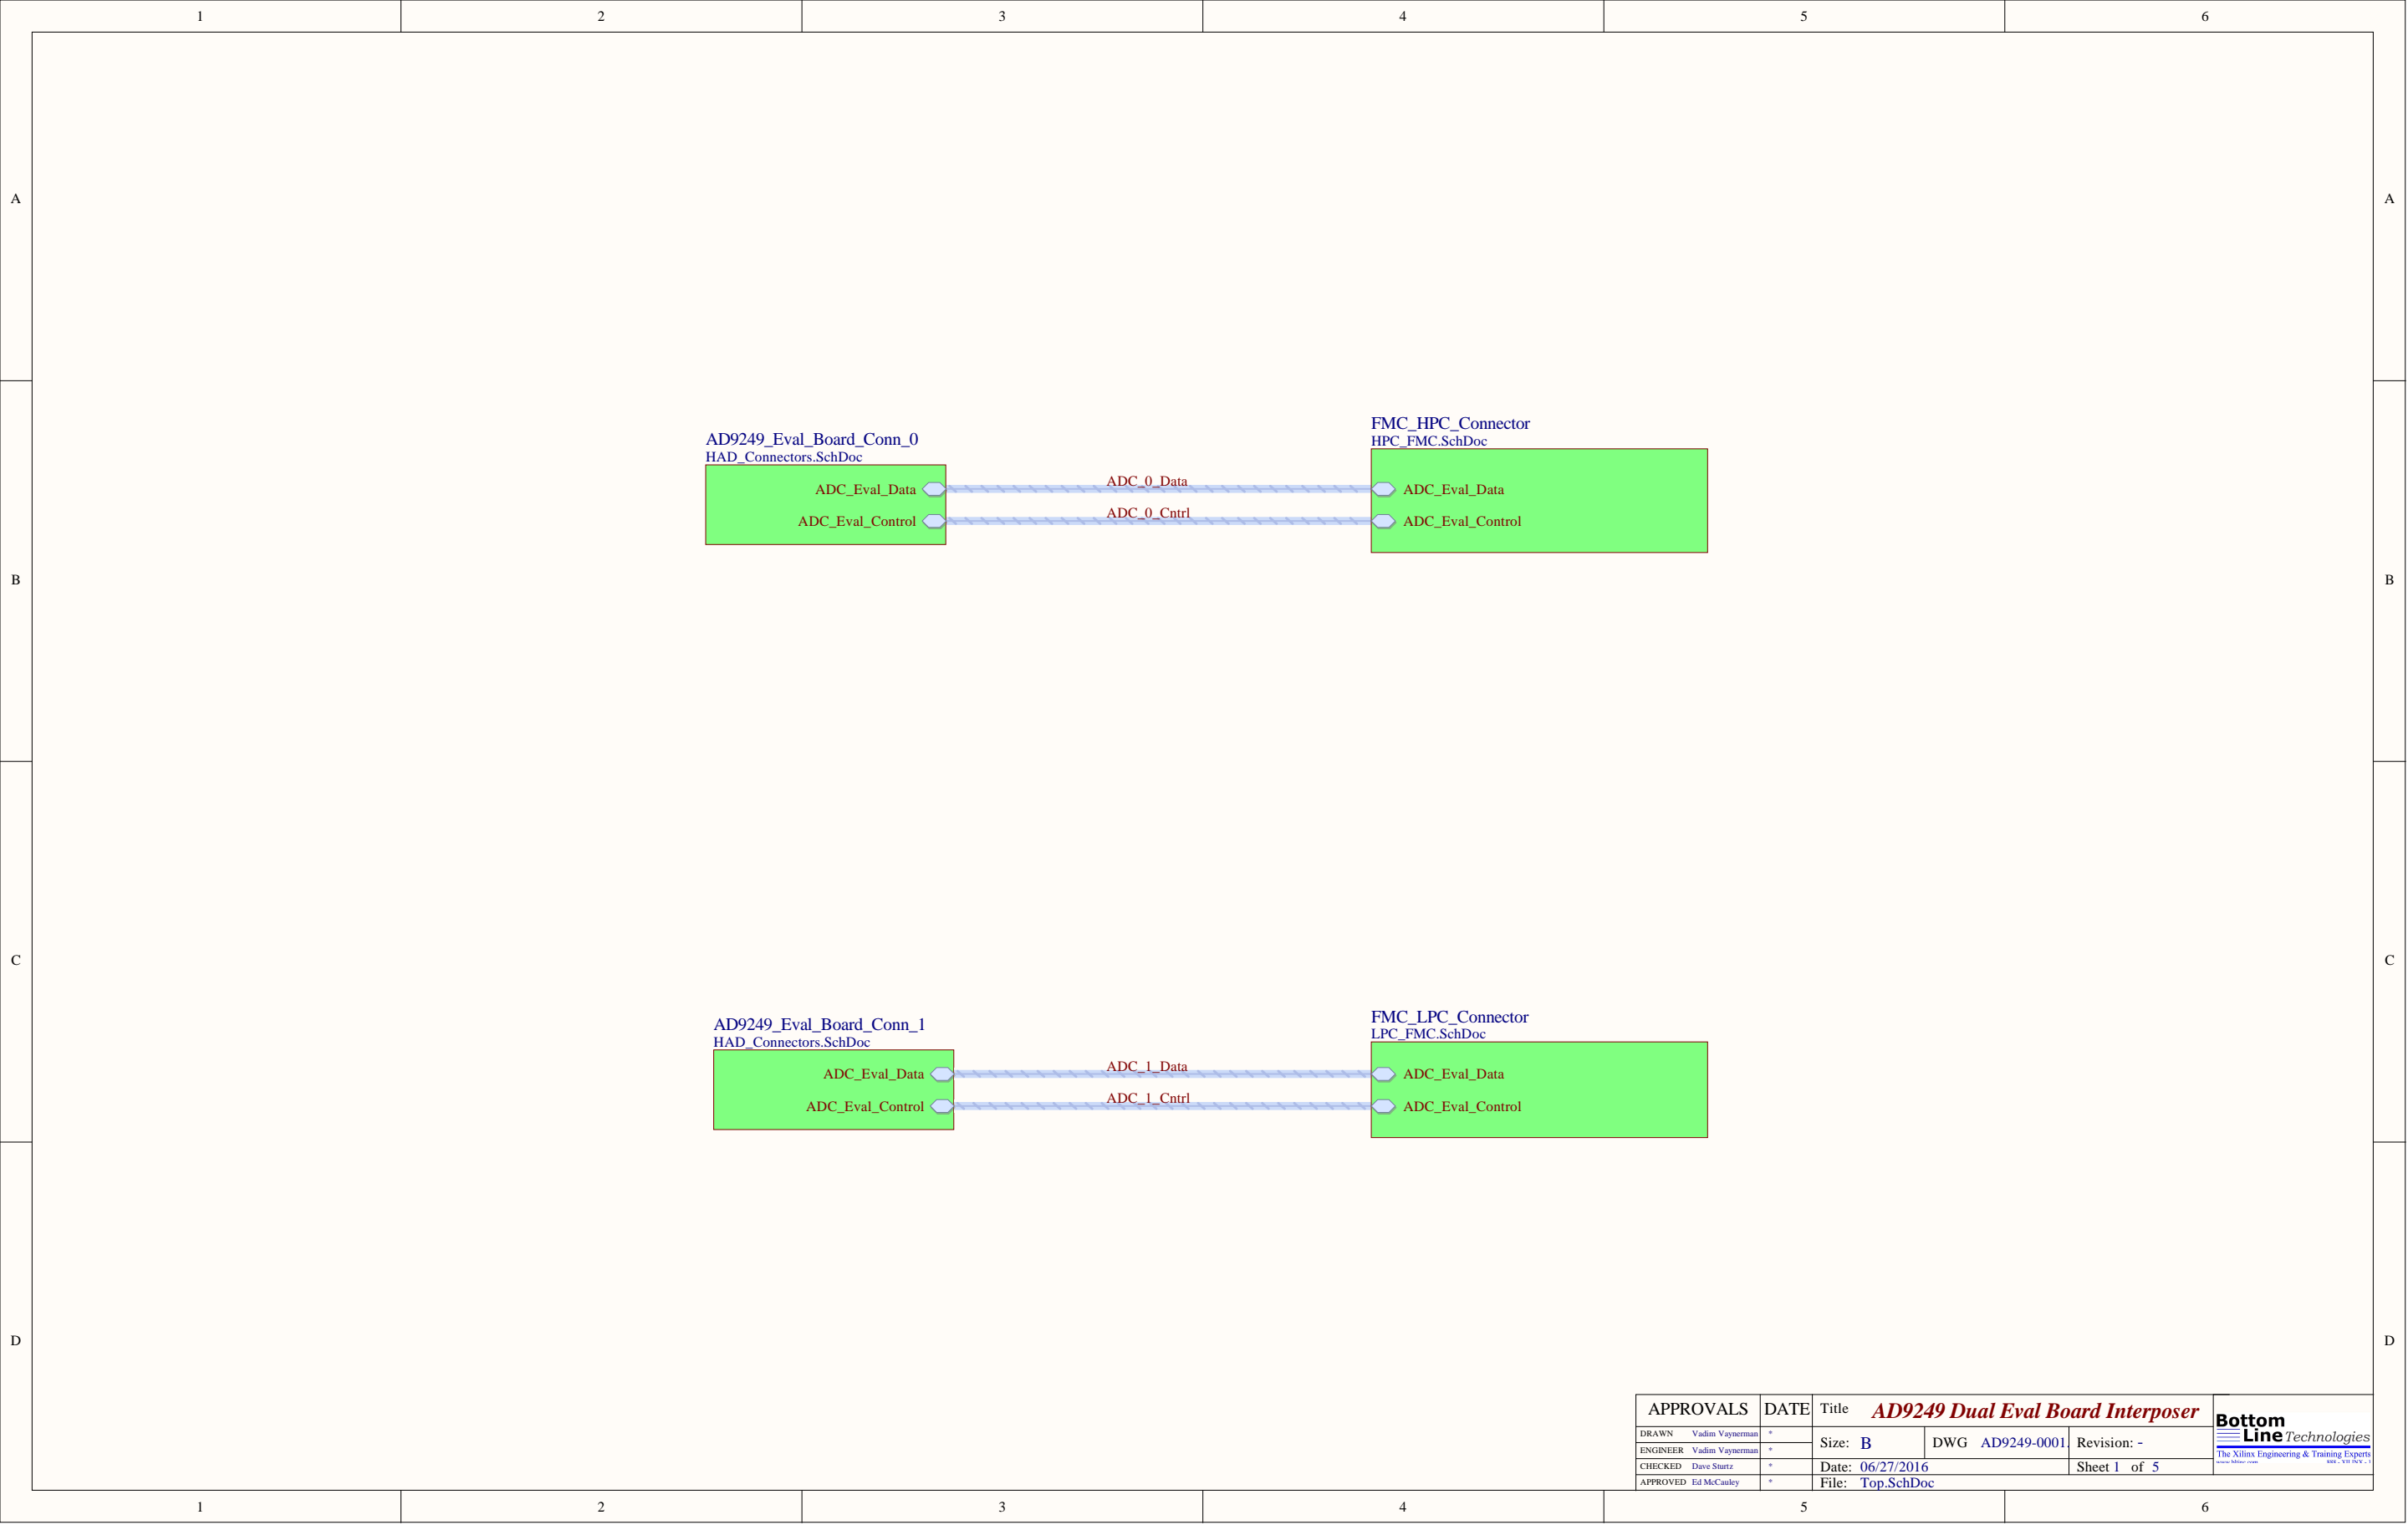 1 2 3 4 5 6
A A
FMC_HPC_Connector
AD9249_Eval_Board_Conn_0
HPC_FMC.SchDoc
HAD_Connectors.SchDoc
ADC_Eval_Data ADC_0_Data ADC_Eval_Data
ADC_Eval_Control ADC_0_Cntrl ADC_Eval_Control
B B
C C
FMC_LPC_Connector
AD9249_Eval_Board_Conn_1
LPC_FMC.SchDoc
HAD_Connectors.SchDoc
ADC_Eval_Data ADC_1_Data ADC_Eval_Data
ADC_Eval_Control ADC_1_Cntrl ADC_Eval_Control
D D
APPROVALS DATE Title AD9249 Dual Eval Board Interposer
DRAWN Vadim Vaynerman *
ENGINEER Vadim Vaynerman *
CHECKED Dave Sturtz *
APPROVED Ed McCauley *
Size: B DWG AD9249-0001. Revision: -
Date: 06/27/2016 Sheet 1 of 5
File: Top.SchDoc
Bottom
Line Technologies
The Xilinx Engineering & Training Experts
1 2 3 4 5 6